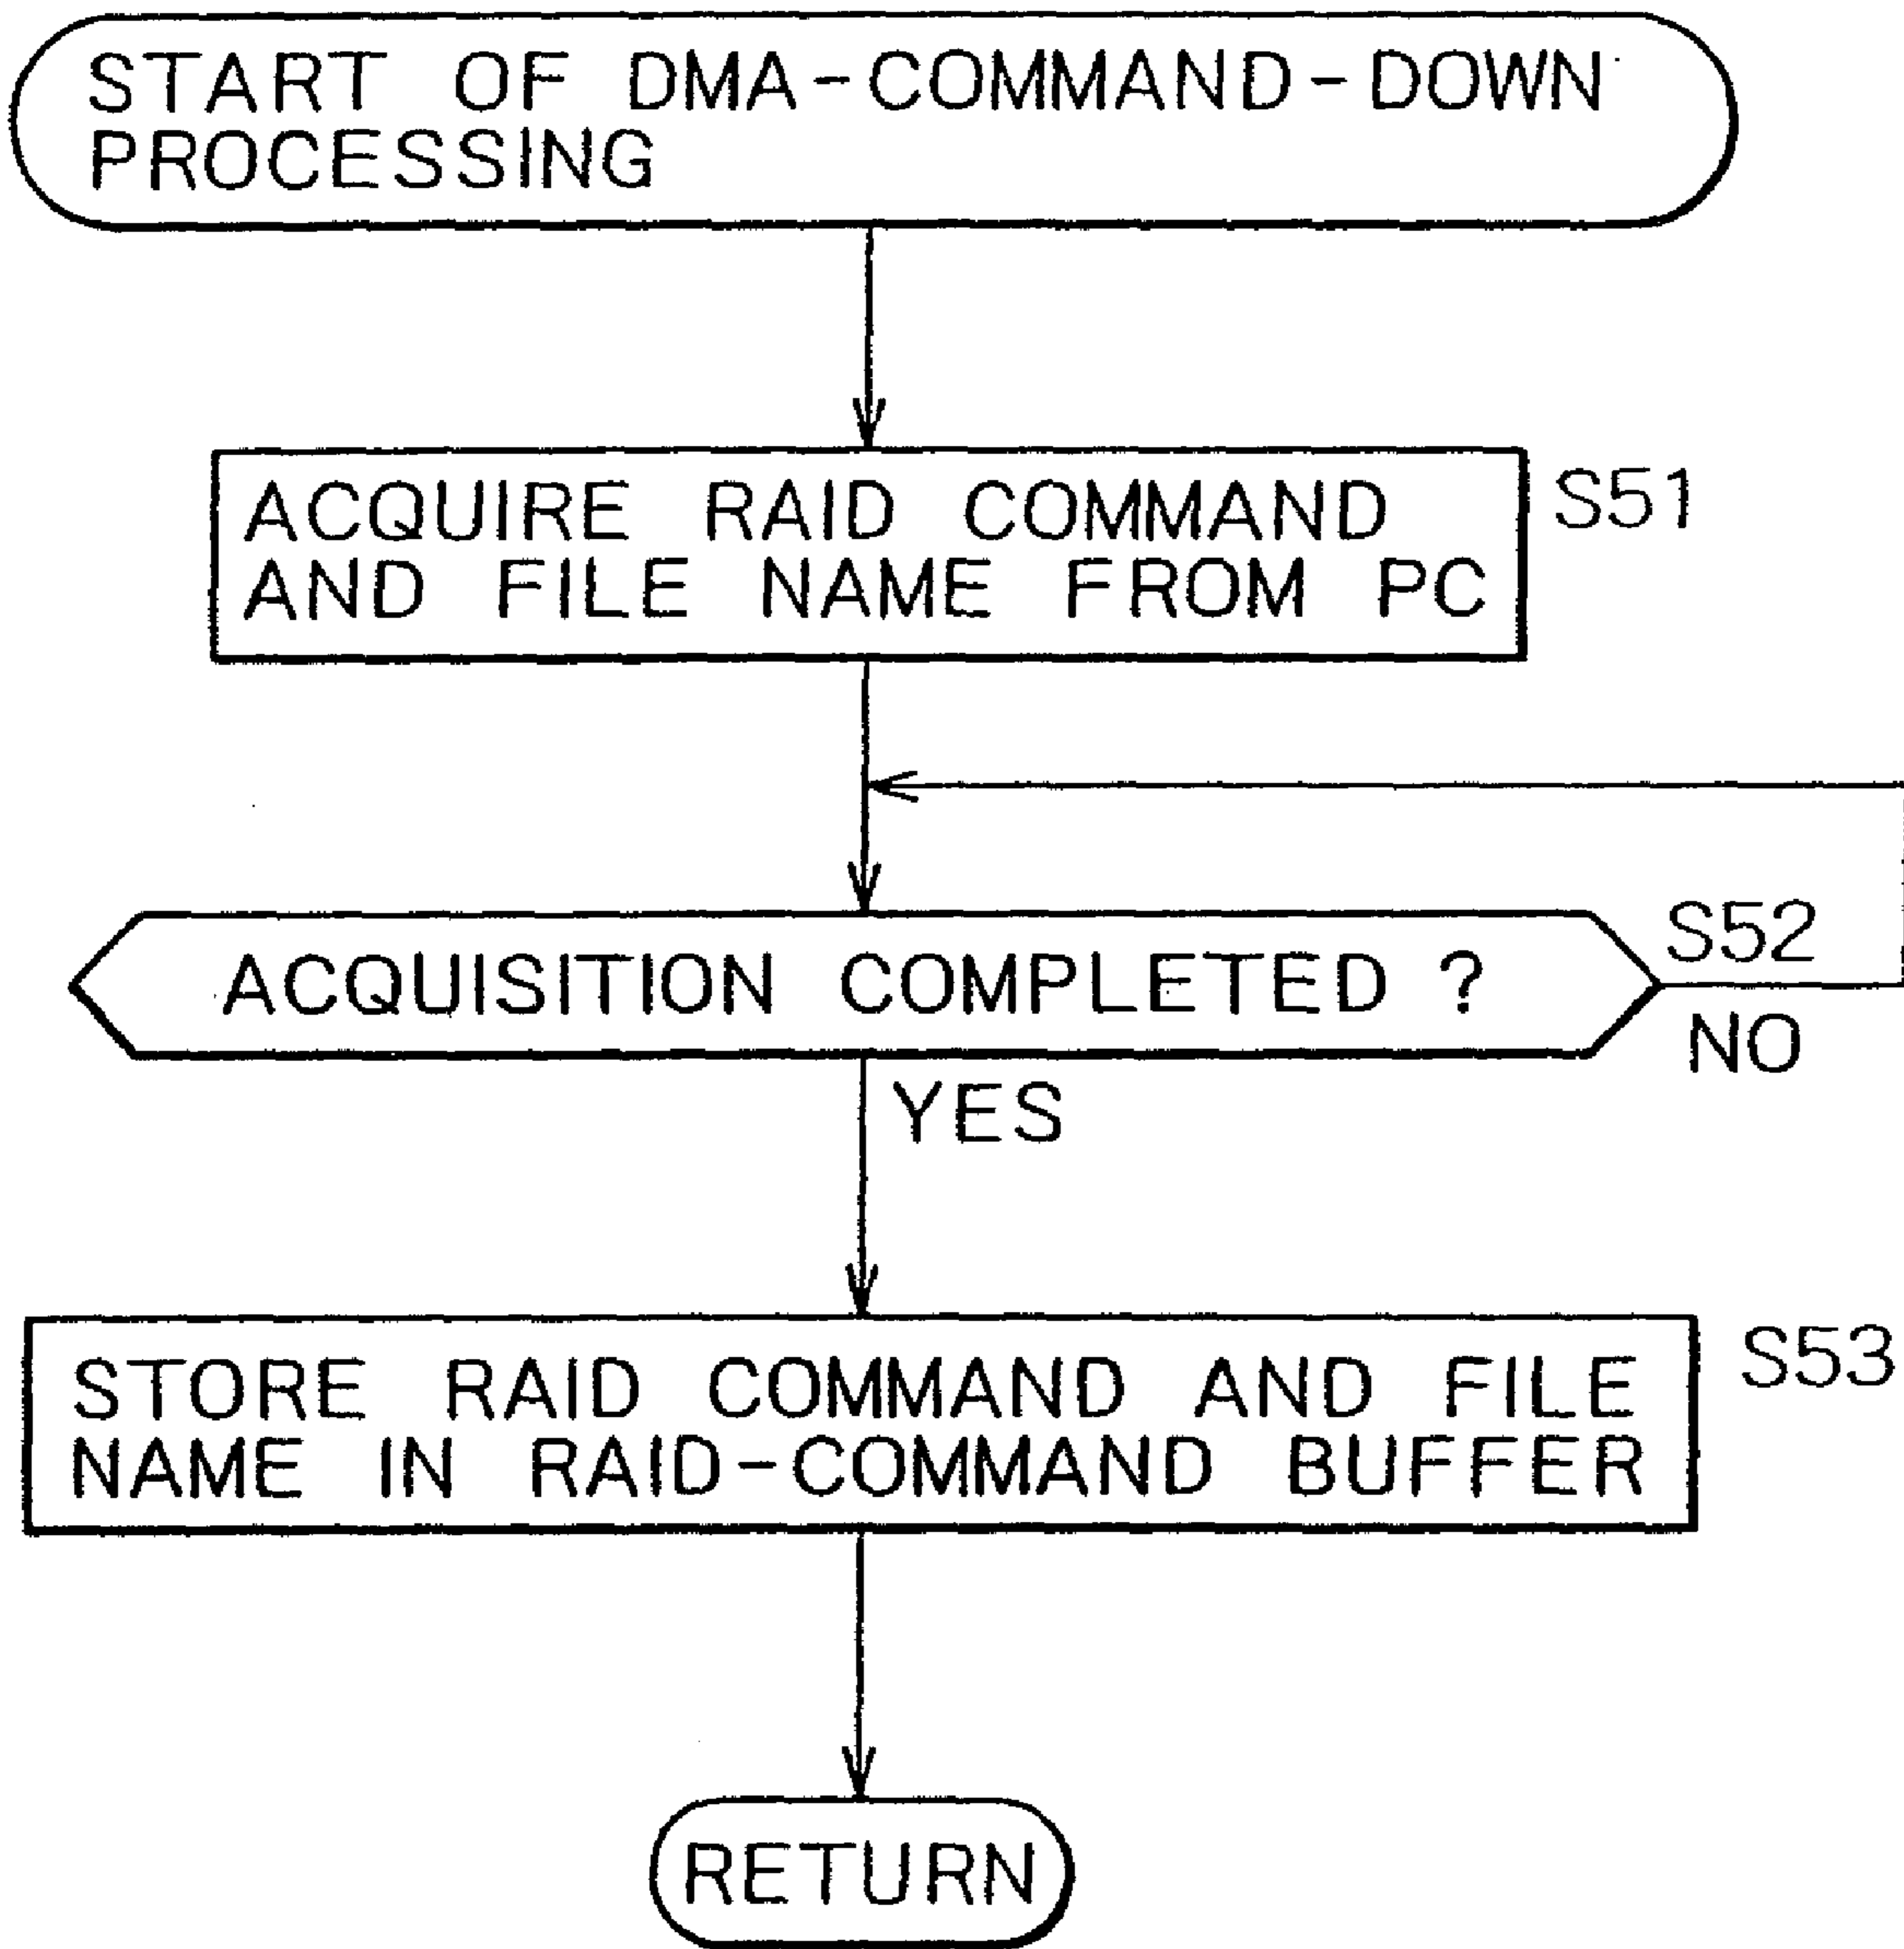 START OF DMA-COMMAND-DOWN
PROCESSING
ACQUIRE RAID COMMAND
AND FILE NAME FROM PC
S51
ACQUISITION COMPLETED ?
S52
NO
YES
STORE RAID COMMAND AND FILE
NAME IN RAID-COMMAND BUFFER
S53
RETURN